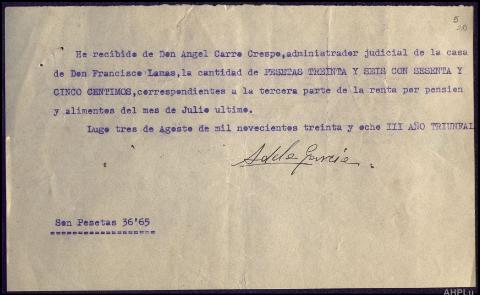 5
He recibido de Don Angel Carro Crespo,administrador judicial de la casa
de Don Francisco Lamas,la cantidad de PESETAS TREINTA Y SEIS CON SESENTA Y
CINCO CENTIMOS,correspondientes a la tercera parte de la renta por pension
y alimentos del mes de Julio ultimo.
Lugo tres de Agosto de mil novecientos treinta y ocho III AÑO TRIUNFAL
Adela Garcia
Son Pesetas 36'65
===================
AHPLu